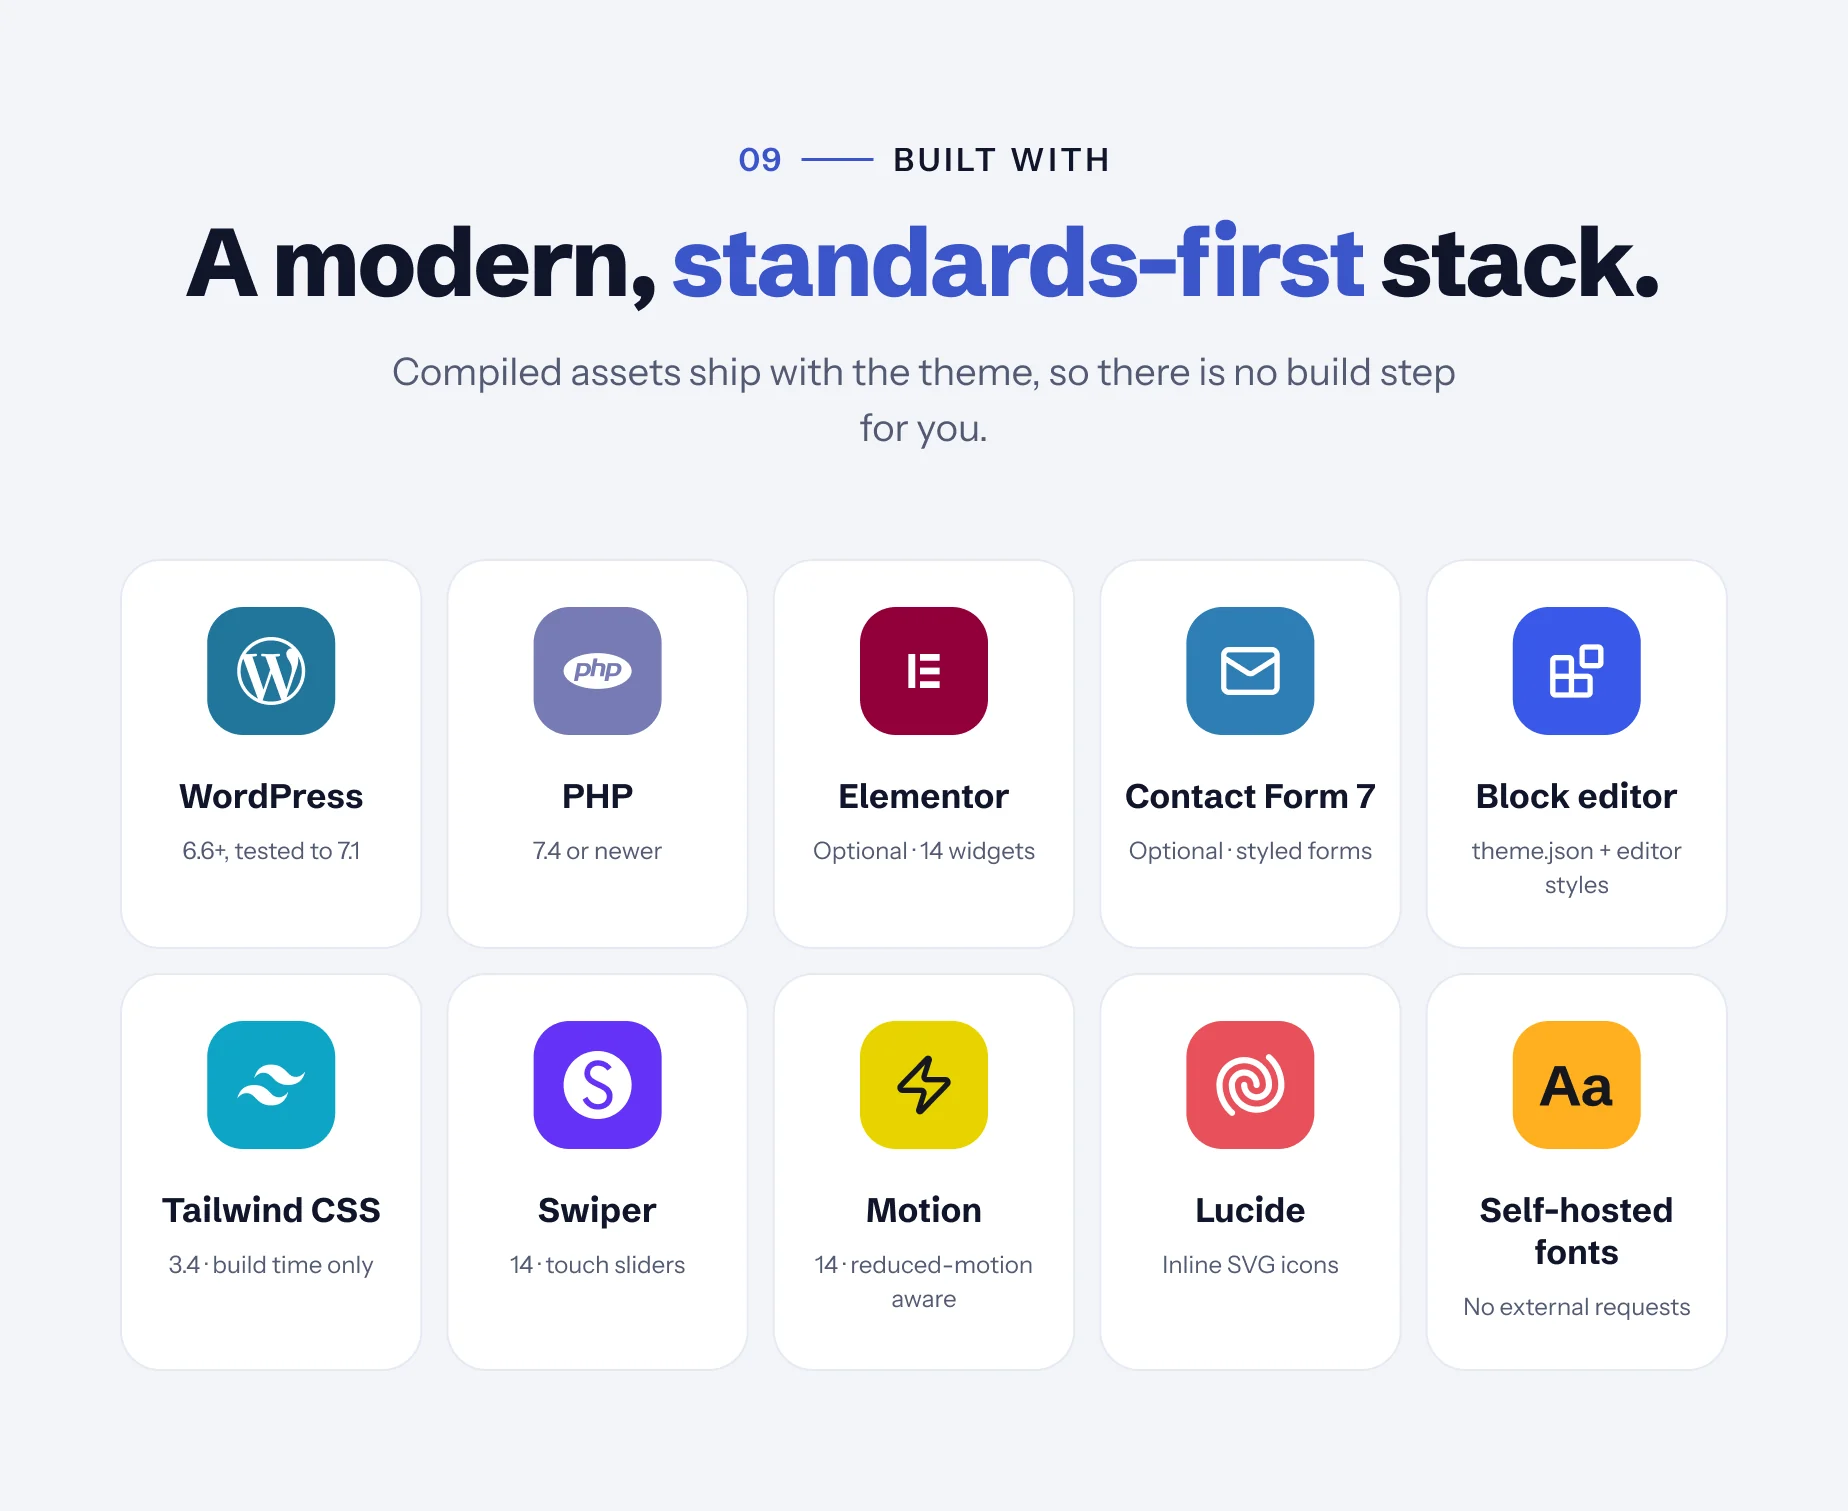 09 — BUILT WITH
A modern, standards-first stack.
Compiled assets ship with the theme, so there is no build step
for you.
php
WordPress
6.6+, tested to 7.1
PHP
7.4 or newer
Elementor
Optional · 14 widgets
Contact Form 7
Optional · styled forms
Block editor
theme.json + editor
styles
Tailwind CSS
3.4 · build time only
Swiper
14 · touch sliders
Motion
14 · reduced-motion
aware
Lucide
Inline SVG icons
Aa
Self-hosted
fonts
No external requests